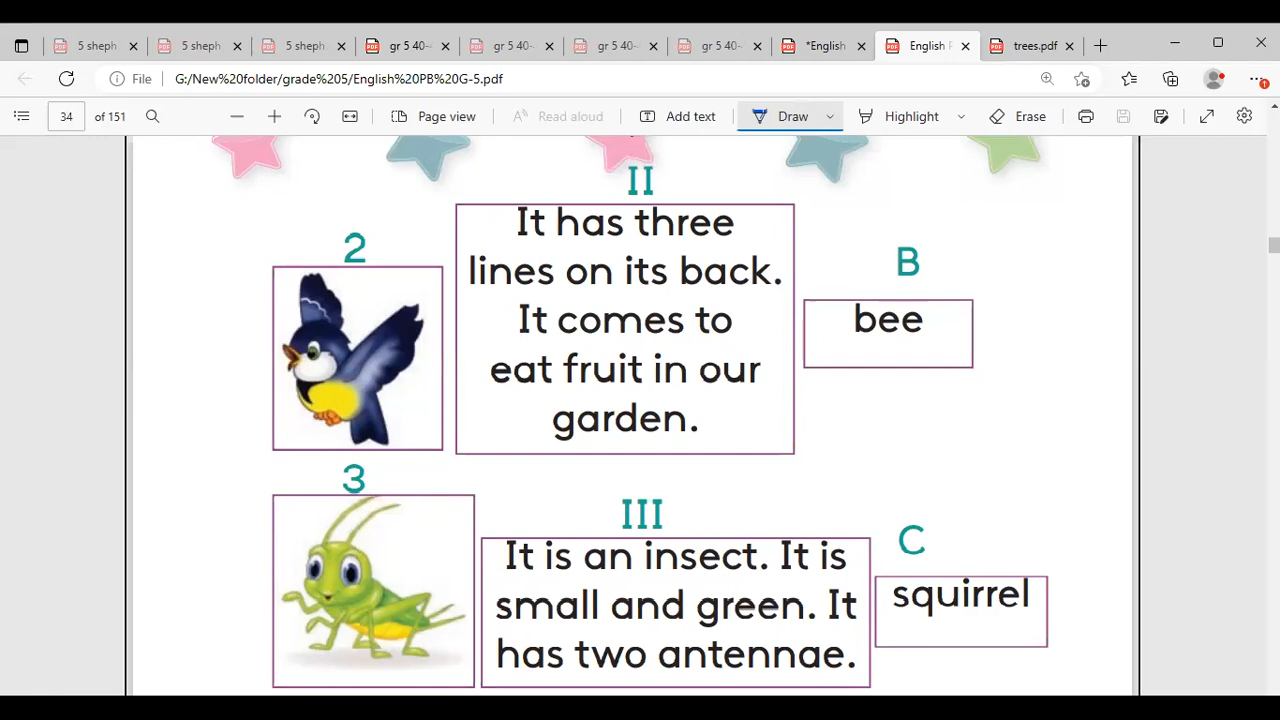 5 sheph
5 sheph
5 sheph
gr 5 40-
gr 5 40-
gr 5 40-
gr 5 40-
*English
English F
trees.pdf
File
G:/New%20folder/grade%205/English%20PB%20G-5.pdf
34
of 151
Page view
Read aloud
Add text
Draw
Highlight
Erase
II
It has three
lines on its back.
It comes to
eat fruit in our
garden.
2
B
bee
3
III
It is an insect. It is
small and green. It
has two antennae.
C
squirrel